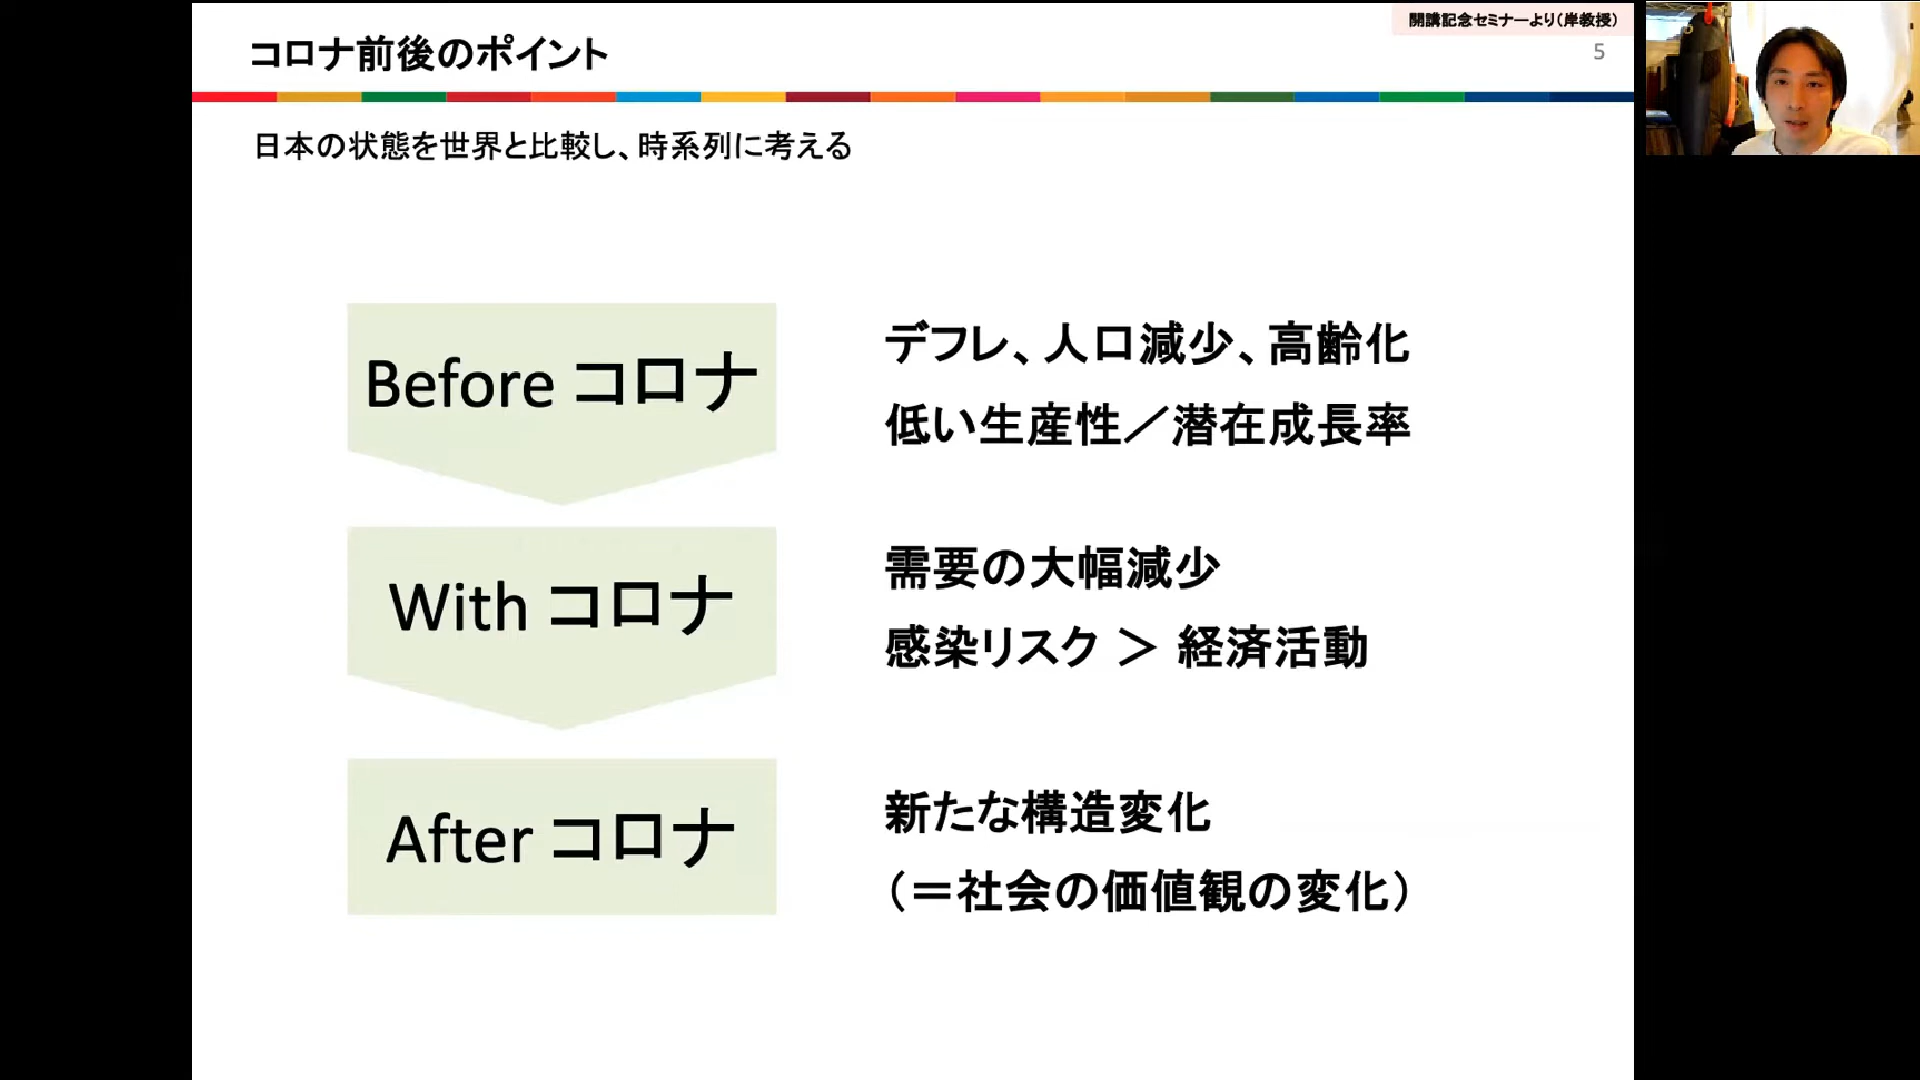 開講記念セミナーより（岸教授）
コロナ前後のポイント
5
日本の状態を世界と比較し、時系列に考える
Before コロナ
デフレ、人口減少、高齢化
低い生産性／潜在成長率
With コロナ
需要の大幅減少
感染リスク ＞ 経済活動
After コロナ
新たな構造変化
（＝社会の価値観の変化）